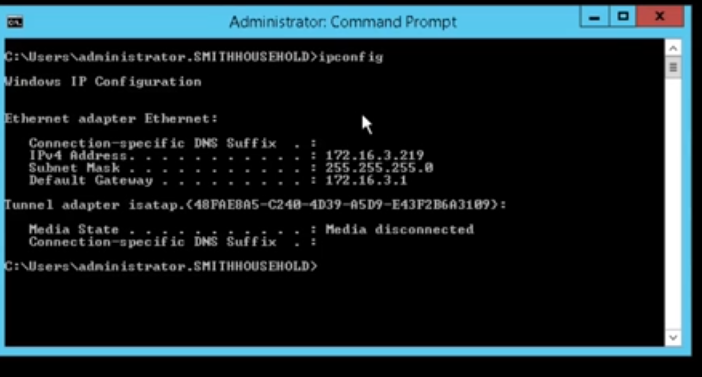 Administrator: Command Prompt
C:\Users\administrator.SMITHHOUSEHOLD>ipconfig
Windows IP Configuration
Ethernet adapter Ethernet:
Connection-specific DNS Suffix . :
IPv4 Address. . . . . . . . . . . : 172.16.3.219
Subnet Mask . . . . . . . . . . . : 255.255.255.0
Default Gateway . . . . . . . . . : 172.16.3.1
Tunnel adapter isatap.{48FAE8A5-C240-4D39-A5D9-E43F2B6A3109}:
Media State . . . . . . . . . . . : Media disconnected
Connection-specific DNS Suffix . :
C:\Users\administrator.SMITHHOUSEHOLD>